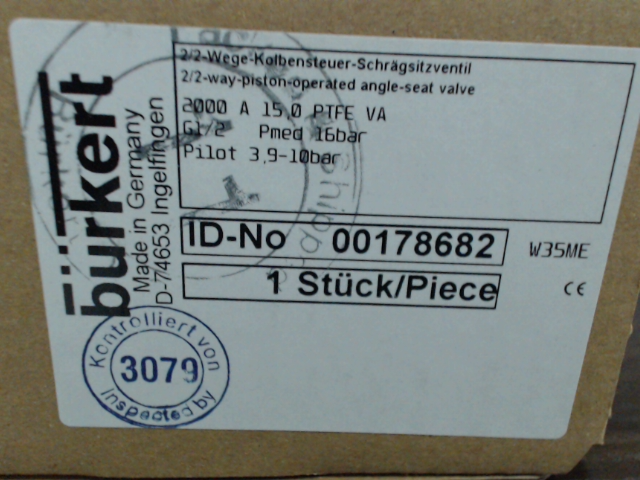 2/2-Wege-Kolbensteuer-Schrägsitzventil
2/2-way-piston-operated angle-seat valve
2000 A 15,0 PTFE VA
G1/2 Pmed 16bar
Pilot 3,9-10bar
bürkert
Made in Germany
D-74653 Ingelfingen
ID-No 00178682
W35ME
1 Stück/Piece
CE
Kontrolliert von
3079
inspected by